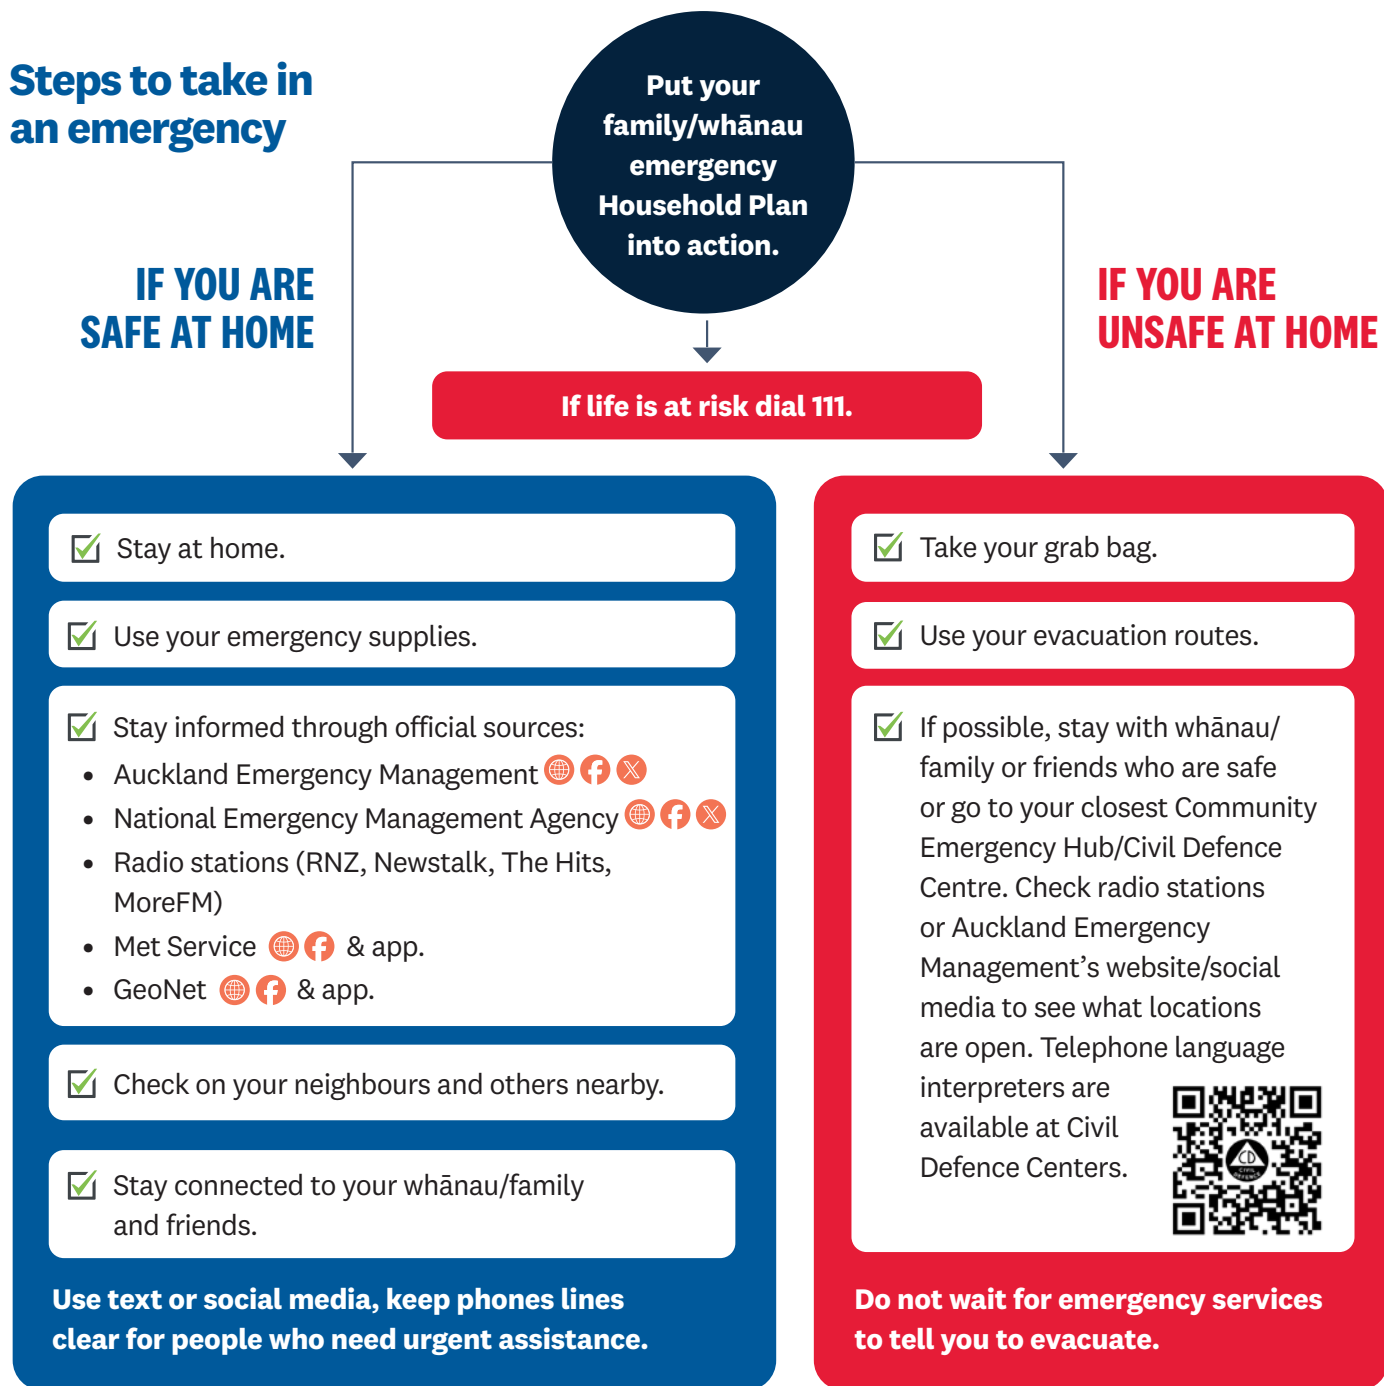 Steps to take in
an emergency
Put your
family/whānau
emergency
Household Plan
into action.
IF YOU ARE
SAFE AT HOME
IF YOU ARE
UNSAFE AT HOME
If life is at risk dial 111.
Stay at home.
Use your emergency supplies.
Stay informed through official sources:
• Auckland Emergency Management
• National Emergency Management Agency
• Radio stations (RNZ, Newstalk, The Hits,
MoreFM)
• Met Service & app.
• GeoNet & app.
Check on your neighbours and others nearby.
Stay connected to your whānau/family
and friends.
Use text or social media, keep phones lines
clear for people who need urgent assistance.
Take your grab bag.
Use your evacuation routes.
If possible, stay with whānau/
family or friends who are safe
or go to your closest Community
Emergency Hub/Civil Defence
Centre. Check radio stations
or Auckland Emergency
Management's website/social
media to see what locations
are open. Telephone language
interpreters are
available at Civil
Defence Centers.
CD
CIVIL
DEFENCE
Do not wait for emergency services
to tell you to evacuate.